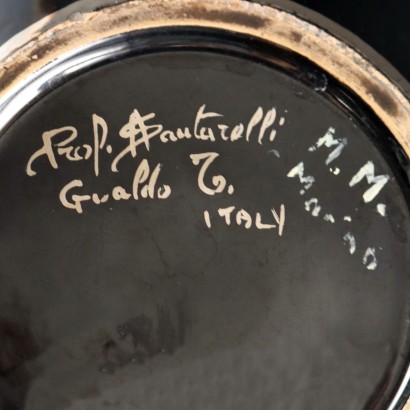 Prof. Santarelli
Gualdo T.
ITALY
M. M.